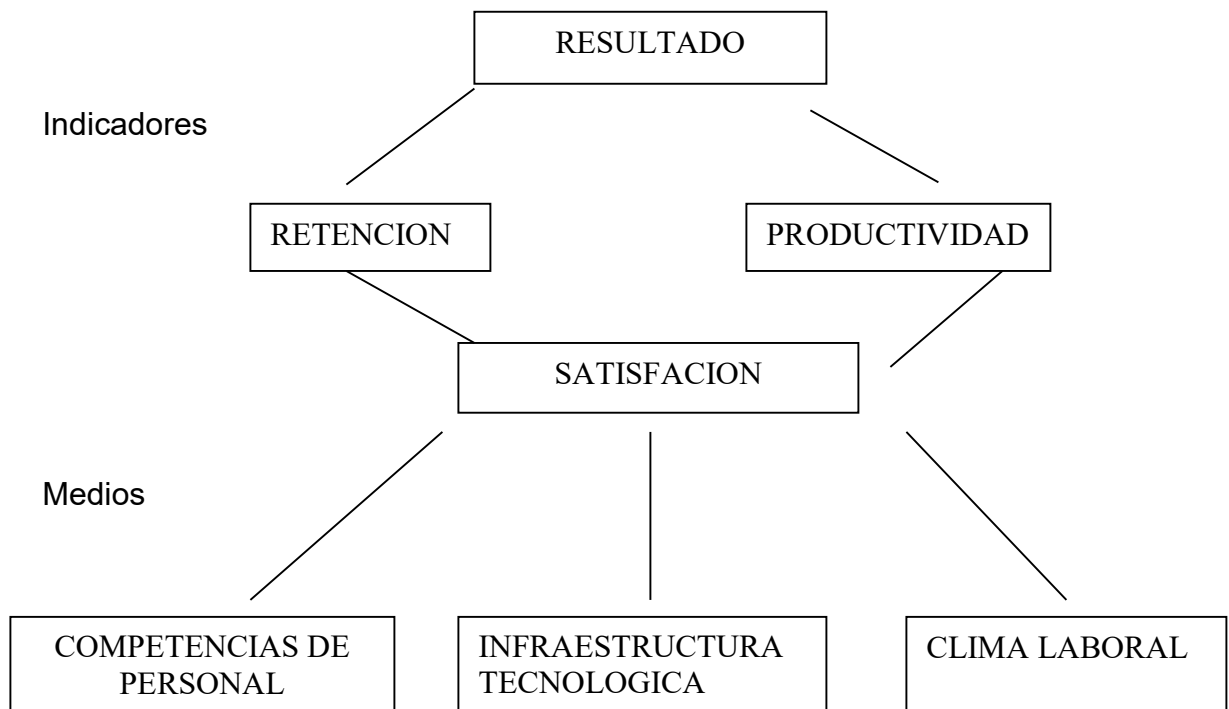 RESULTADO
Indicadores
RETENCION
PRODUCTIVIDAD
SATISFACION
Medios
COMPETENCIAS DE
PERSONAL
INFRAESTRUCTURA
TECNOLOGICA
CLIMA LABORAL